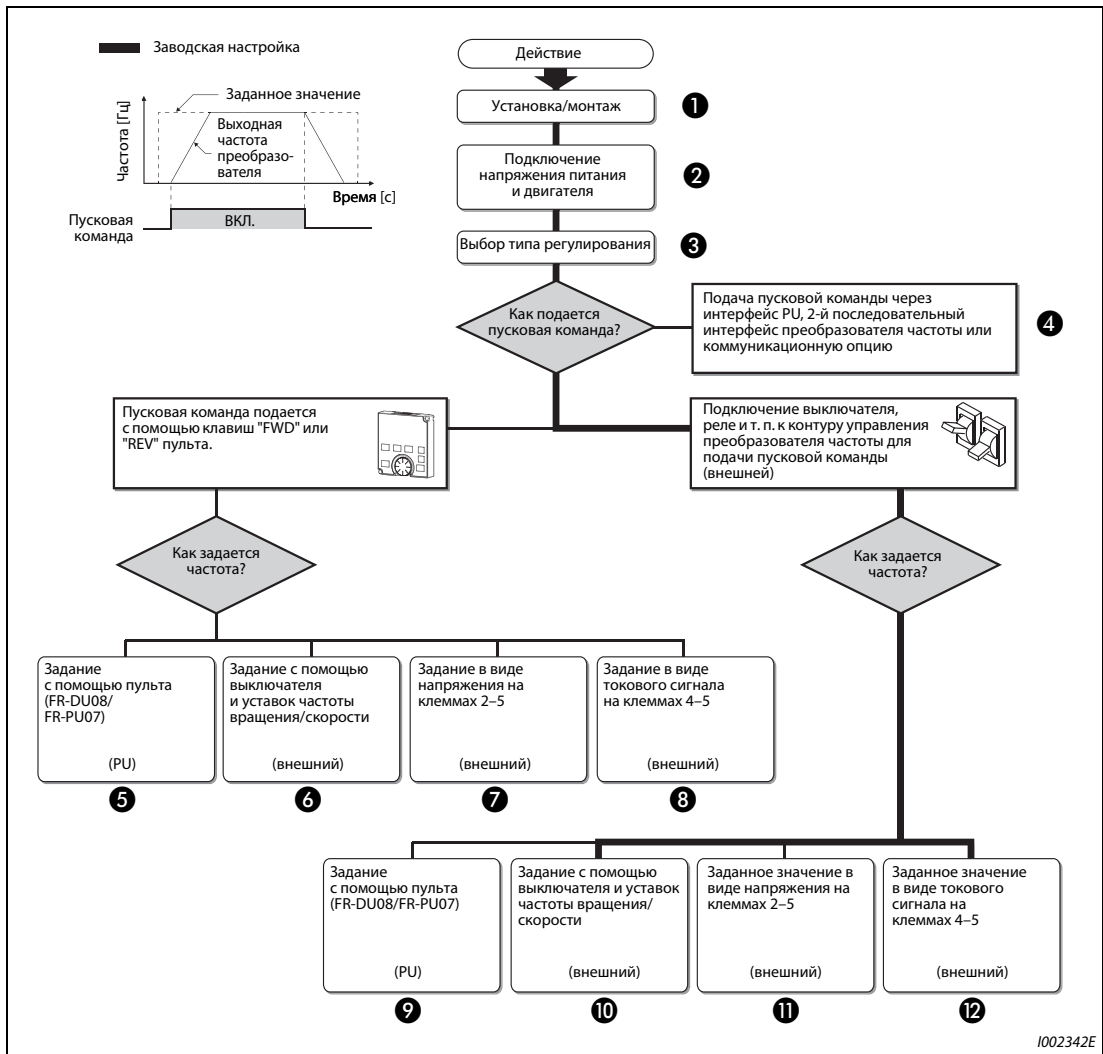 Заводская настройка
Заданное значение
Выходная
частота
преобразо-
вателя
Частота [Гц]
Время [с]
Пусковая
команда
ВКЛ.
Действие
Установка/монтаж
1
Подключение
напряжения питания
и двигателя
2
Выбор типа регулирования
3
Как подается
пусковая команда?
Подача пусковой команды через
интерфейс PU, 2-й последовательный
интерфейс преобразователя частоты или
коммуникационную опцию
4
Пусковая команда подается
с помощью клавиш "FWD" или
"REV" пульта.
Подключение выключателя,
реле и т. п. к контуру управления
преобразователя частоты для
подачи пусковой команды
(внешней)
Как задается
частота?
Как задается
частота?
Задание
с помощью пульта
(FR-DU08/
FR-PU07)
(PU)
5
Задание с помощью
выключателя
и уставок частоты
вращения/скорости
(внешний)
6
Задание в виде
напряжения на
клеммах 2–5
(внешний)
7
Задание в виде
токового сигнала
на клеммах 4–5
(внешний)
8
Задание
с помощью пульта
(FR-DU08/FR-PU07)
(PU)
9
Задание с помощью
выключателя и уставок
частоты вращения/
скорости
(внешний)
10
Заданное значение в
виде напряжения на
клеммах 2–5
(внешний)
11
Заданное значение
в виде токового
сигнала на
клеммах 4–5
(внешний)
12
I002342E